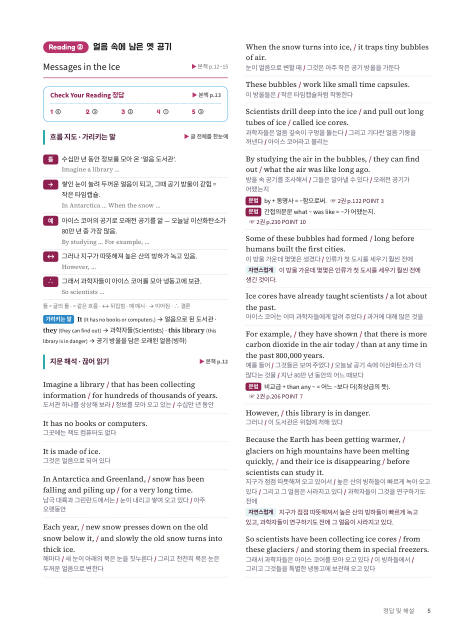 Reading ② 얼음 속에 남은 옛 공기
Messages in the Ice ▶ 본책 p.12~15
Check Your Reading 정답 ▶ 본책 p.13
1 2 3 4 5
흐름 지도 · 가리키는 말 ▶ 글 전체를 한눈에
틀 수십만 년 동안 정보를 모아 온 '얼음 도서관'.
Imagine a library ...
→ 쌓인 눈이 눌려 두꺼운 얼음이 되고, 그때 공기 방울이 갇힘 =
작은 타임캡슐.
In Antarctica ... When the snow ...
예 아이스 코어의 공기로 오래전 공기를 앎 — 오늘날 이산화탄소가
80만 년 중 가장 많음.
By studying ... For example, ...
↔ 그러나 지구가 따뜻해져 높은 산의 빙하가 녹고 있음.
However, ...
∴ 그래서 과학자들이 아이스 코어를 모아 냉동고에 보관.
So scientists ...
가리키는 말 It (It has no books or computers.) → 얼음으로 된 도서관 ·
they (they can find out) → 과학자들(Scientists) · this library (this
library is in danger) → 공기 방울을 담은 오래된 얼음(빙하)
지문 해석 · 끊어 읽기 ▶ 본책 p.12
Imagine a library / that has been collecting
information / for hundreds of thousands of years.
도서관 하나를 상상해 보라 / 정보를 모아 오고 있는 / 수십만 년 동안
It has no books or computers.
그곳에는 책도 컴퓨터도 없다
It is made of ice.
그것은 얼음으로 되어 있다
In Antarctica and Greenland, / snow has been
falling and piling up / for a very long time.
남극 대륙과 그린란드에서는 / 눈이 내리고 쌓여 오고 있다 / 아주
오랫동안
Each year, / new snow presses down on the old
snow below it, / and slowly the old snow turns into
thick ice.
해마다 / 새 눈이 아래의 묵은 눈을 짓누른다 / 그리고 천천히 묵은 눈은
두꺼운 얼음으로 변한다
When the snow turns into ice, / it traps tiny bubbles
of air.
눈이 얼음으로 변할 때 / 그것은 아주 작은 공기 방울을 가둔다
These bubbles / work like small time capsules.
이 방울들은 / 작은 타임캡슐처럼 작동한다
Scientists drill deep into the ice / and pull out long
tubes of ice / called ice cores.
과학자들은 얼음 깊숙이 구멍을 뚫는다 / 그리고 기다란 얼음 기둥을
꺼낸다 / 아이스 코어라고 불리는
By studying the air in the bubbles, / they can find
out / what the air was like long ago.
방울 속 공기를 조사해서 / 그들은 알아낼 수 있다 / 오래전 공기가
어땠는지
문법 by + 동명사 = ~함으로써. ☞ 2권 p.122 POINT 3
문법 간접의문문 what ~ was like = ~가 어땠는지.
☞ 2권 p.230 POINT 10
Some of these bubbles had formed / long before
humans built the first cities.
이 방울 가운데 몇몇은 생겼다 / 인류가 첫 도시를 세우기 훨씬 전에
자연스럽게 이 방울 가운데 몇몇은 인류가 첫 도시를 세우기 훨씬 전에
생긴 것이다.
Ice cores have already taught scientists / a lot about
the past.
아이스 코어는 이미 과학자들에게 알려 주었다 / 과거에 대해 많은 것을
For example, / they have shown / that there is more
carbon dioxide in the air today / than at any time in
the past 800,000 years.
예를 들어 / 그것들은 보여 주었다 / 오늘날 공기 속에 이산화탄소가 더
많다는 것을 / 지난 80만 년 동안의 어느 때보다
문법 비교급 + than any ~ = 어느 ~보다 더(최상급의 뜻).
☞ 2권 p.206 POINT 7
However, / this library is in danger.
그러나 / 이 도서관은 위험에 처해 있다
Because the Earth has been getting warmer, /
glaciers on high mountains have been melting
quickly, / and their ice is disappearing / before
scientists can study it.
지구가 점점 따뜻해져 오고 있어서 / 높은 산의 빙하들이 빠르게 녹아 오고
있다 / 그리고 그 얼음은 사라지고 있다 / 과학자들이 그것을 연구하기도
전에
자연스럽게 지구가 점점 따뜻해져서 높은 산의 빙하들이 빠르게 녹고
있고, 과학자들이 연구하기도 전에 그 얼음이 사라지고 있다.
So scientists have been collecting ice cores / from
these glaciers / and storing them in special freezers.
그래서 과학자들은 아이스 코어를 모아 오고 있다 / 이 빙하들에서 /
그리고 그것들을 특별한 냉동고에 보관해 오고 있다
정답 및 해설 5